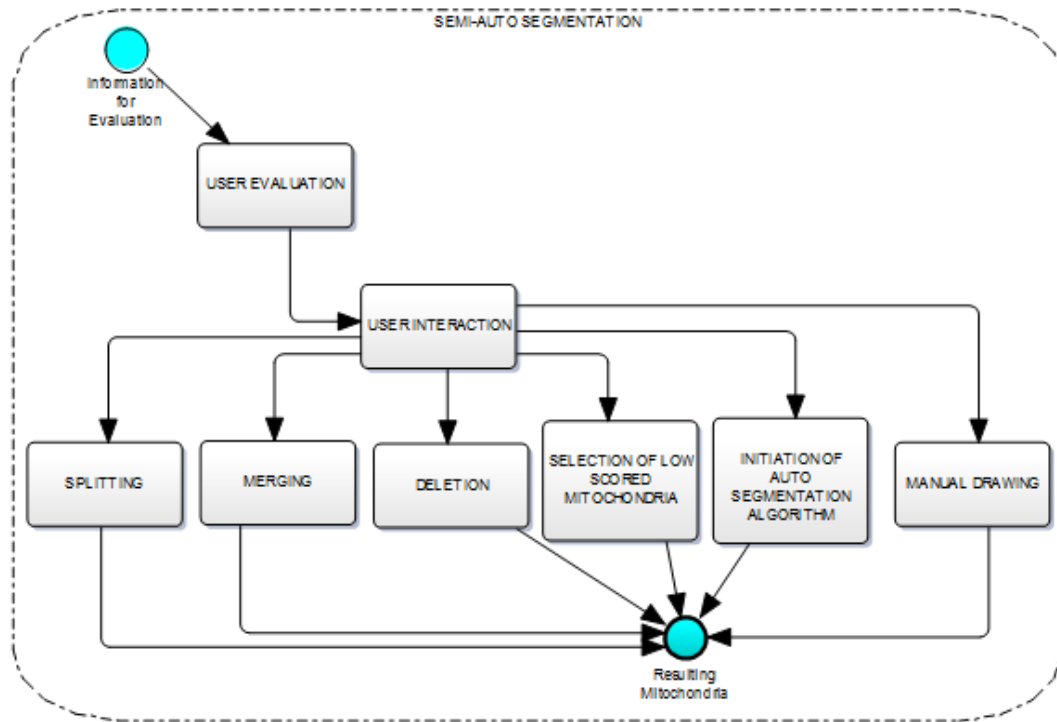 SEMI-AUTO SEGMENTATION
Information
for
Evaluation
USER EVALUATION
USER INTERACTION
SPLITTING
MERGING
DELETION
SELECTION OF LOW
SCORED
MITOCHONDRIA
INITIATION OF
AUTO
SEGMENTATION
ALGORITHM
MANUAL DRAWING
Resulting
Mitochondria